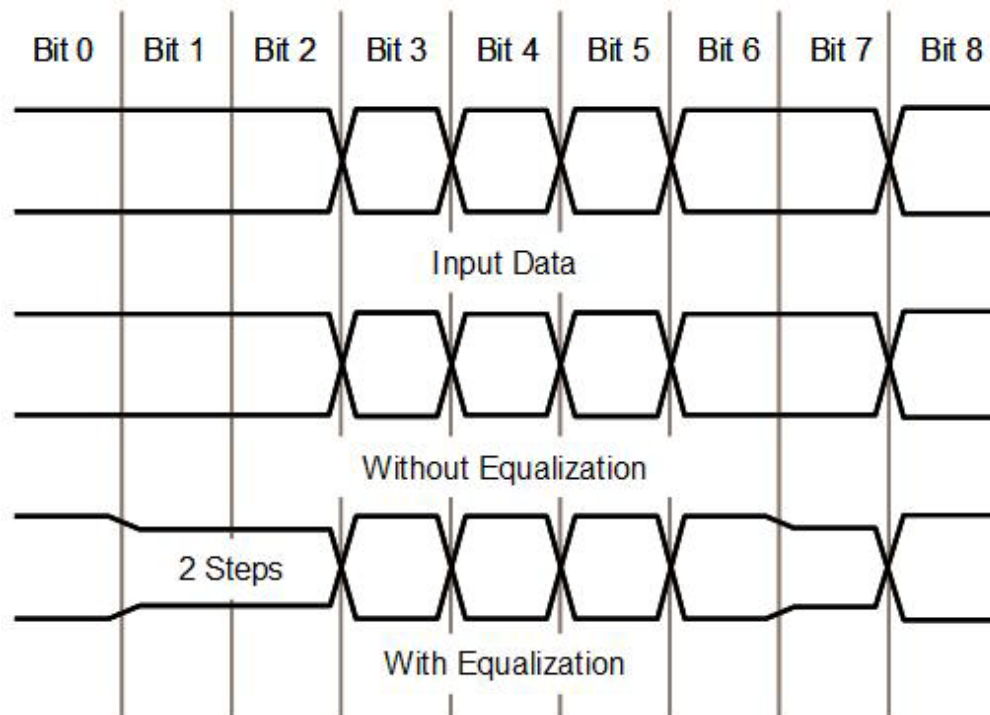 Bit 0 Bit 1 Bit 2 Bit 3 Bit 4 Bit 5 Bit 6 Bit 7 Bit 8
Input Data
Without Equalization
2 Steps
With Equalization